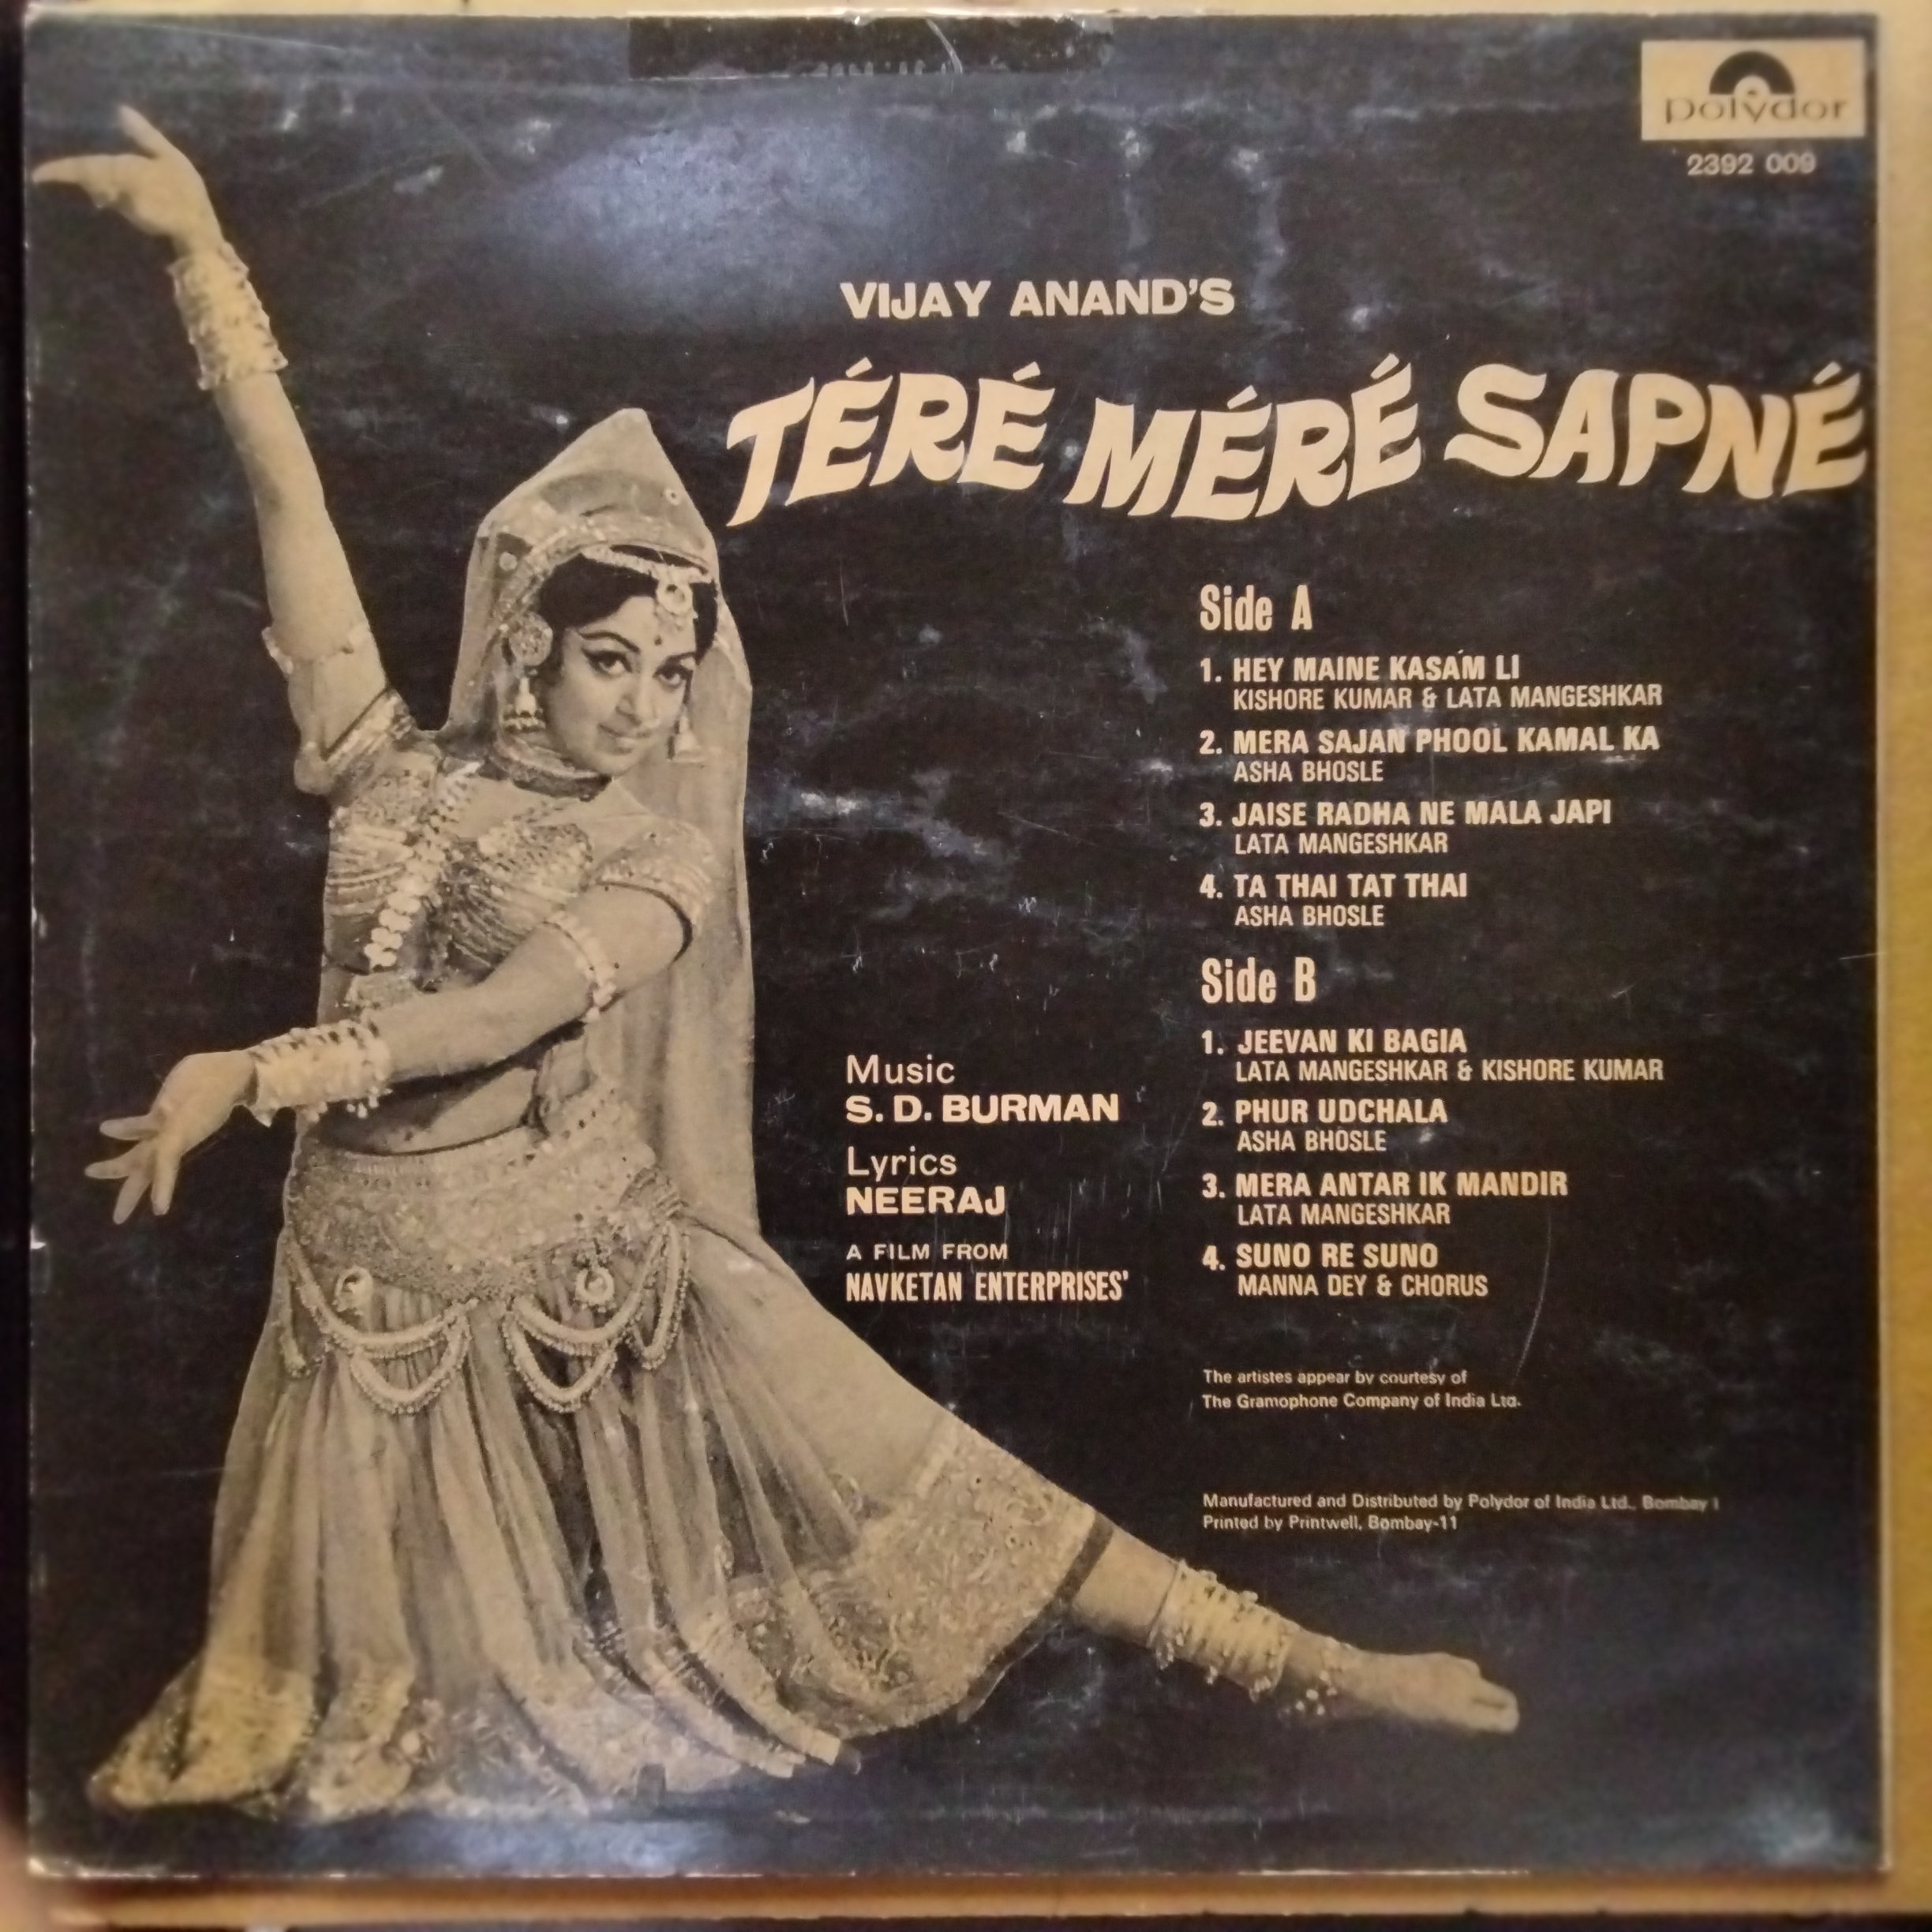 polydor
2392 009
VIJAY ANAND'S
TÉRÉ MÉRÉ SAPNÉ
Side A
1. HEY MAINE KASAM LI
KISHORE KUMAR & LATA MANGESHKAR
2. MERA SAJAN PHOOL KAMAL KA
ASHA BHOSLE
3. JAISE RADHA NE MALA JAPI
LATA MANGESHKAR
4. TA THAI TAT THAI
ASHA BHOSLE
Side B
1. JEEVAN KI BAGIA
LATA MANGESHKAR & KISHORE KUMAR
2. PHUR UDCHALA
ASHA BHOSLE
3. MERA ANTAR IK MANDIR
LATA MANGESHKAR
4. SUNO RE SUNO
MANNA DEY & CHORUS
Music
S. D. BURMAN
Lyrics
NEERAJ
A FILM FROM
NAVKETAN ENTERPRISES'
The artistes appear by courtesy of
The Gramophone Company of India Ltd.
Manufactured and Distributed by Polydor of India Ltd., Bombay 1
Printed by Printwell, Bombay-11